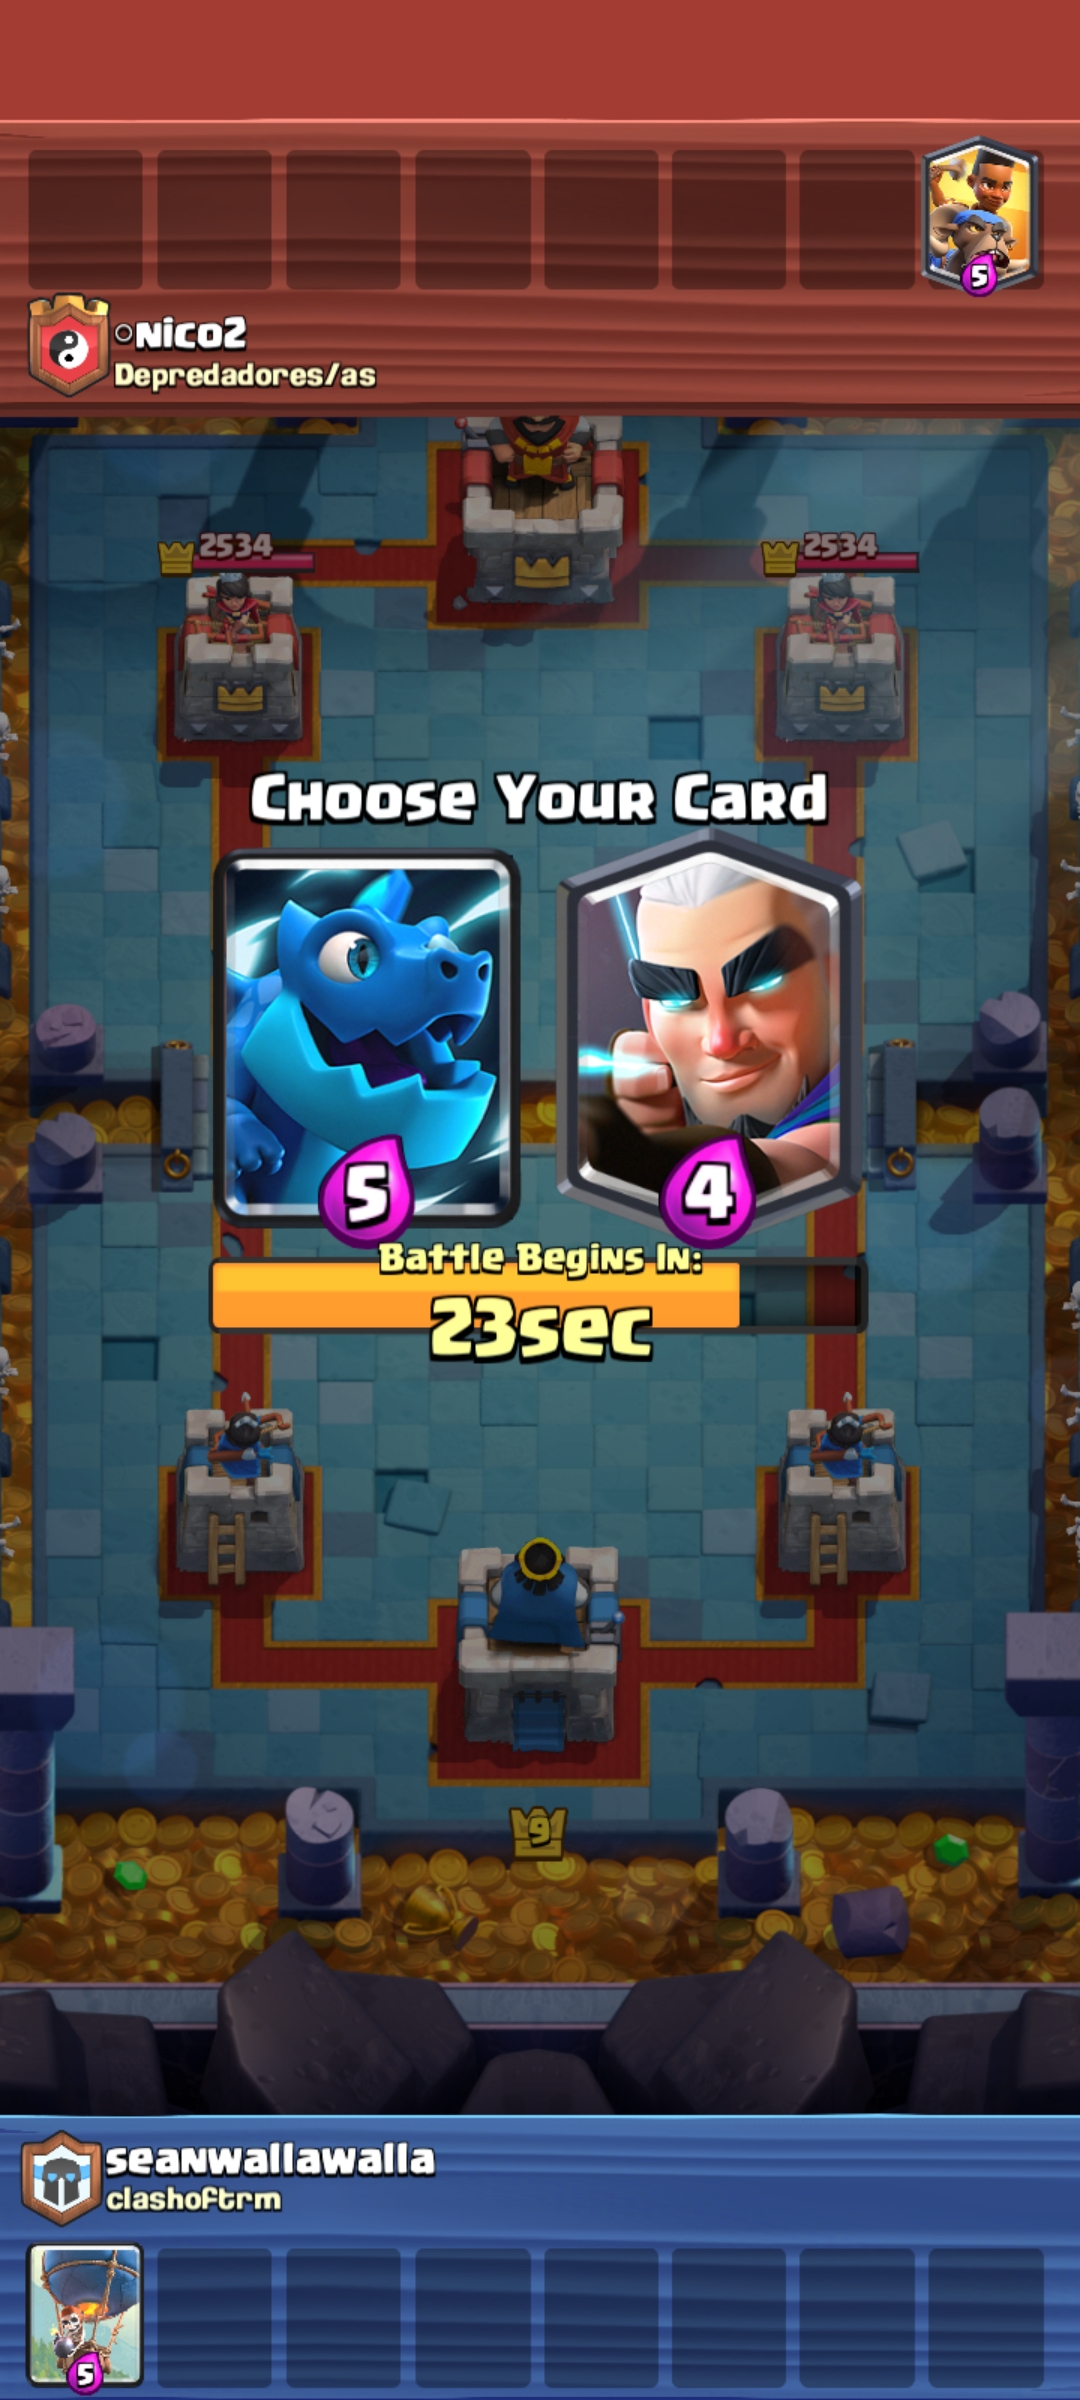 5
○Nico2
Depredadores/as
2534
2534
Choose Your Card
5
4
Battle Begins In:
23sec
9
seanwallawalla
clashoftrm
5